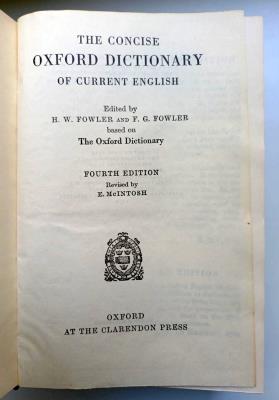 THE CONCISE
OXFORD DICTIONARY
OF CURRENT ENGLISH
Edited by
H. W. FOWLER AND F. G. FOWLER
based on
The Oxford Dictionary
FOURTH EDITION
Revised by
E. McINTOSH
OXFORD
AT THE CLARENDON PRESS